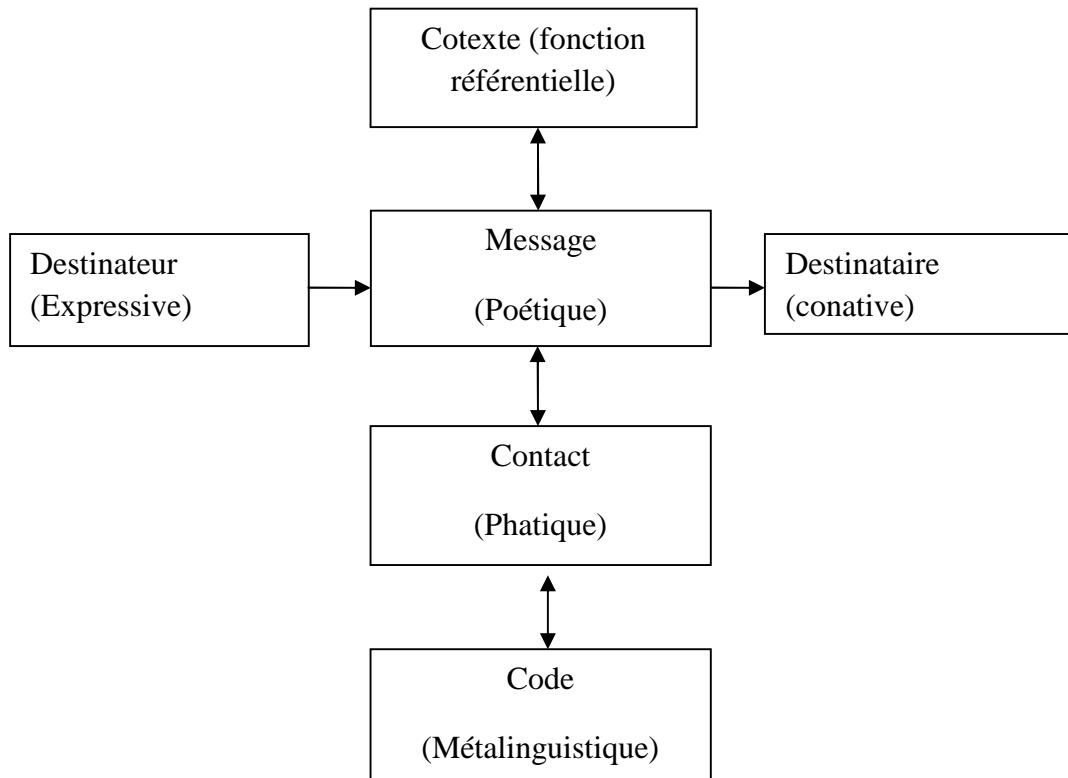 Cotexte (fonction
référentielle)
Message
(Poétique)
Destinateur
(Expressive)
Destinataire
(conative)
Contact
(Phatique)
Code
(Métalinguistique)